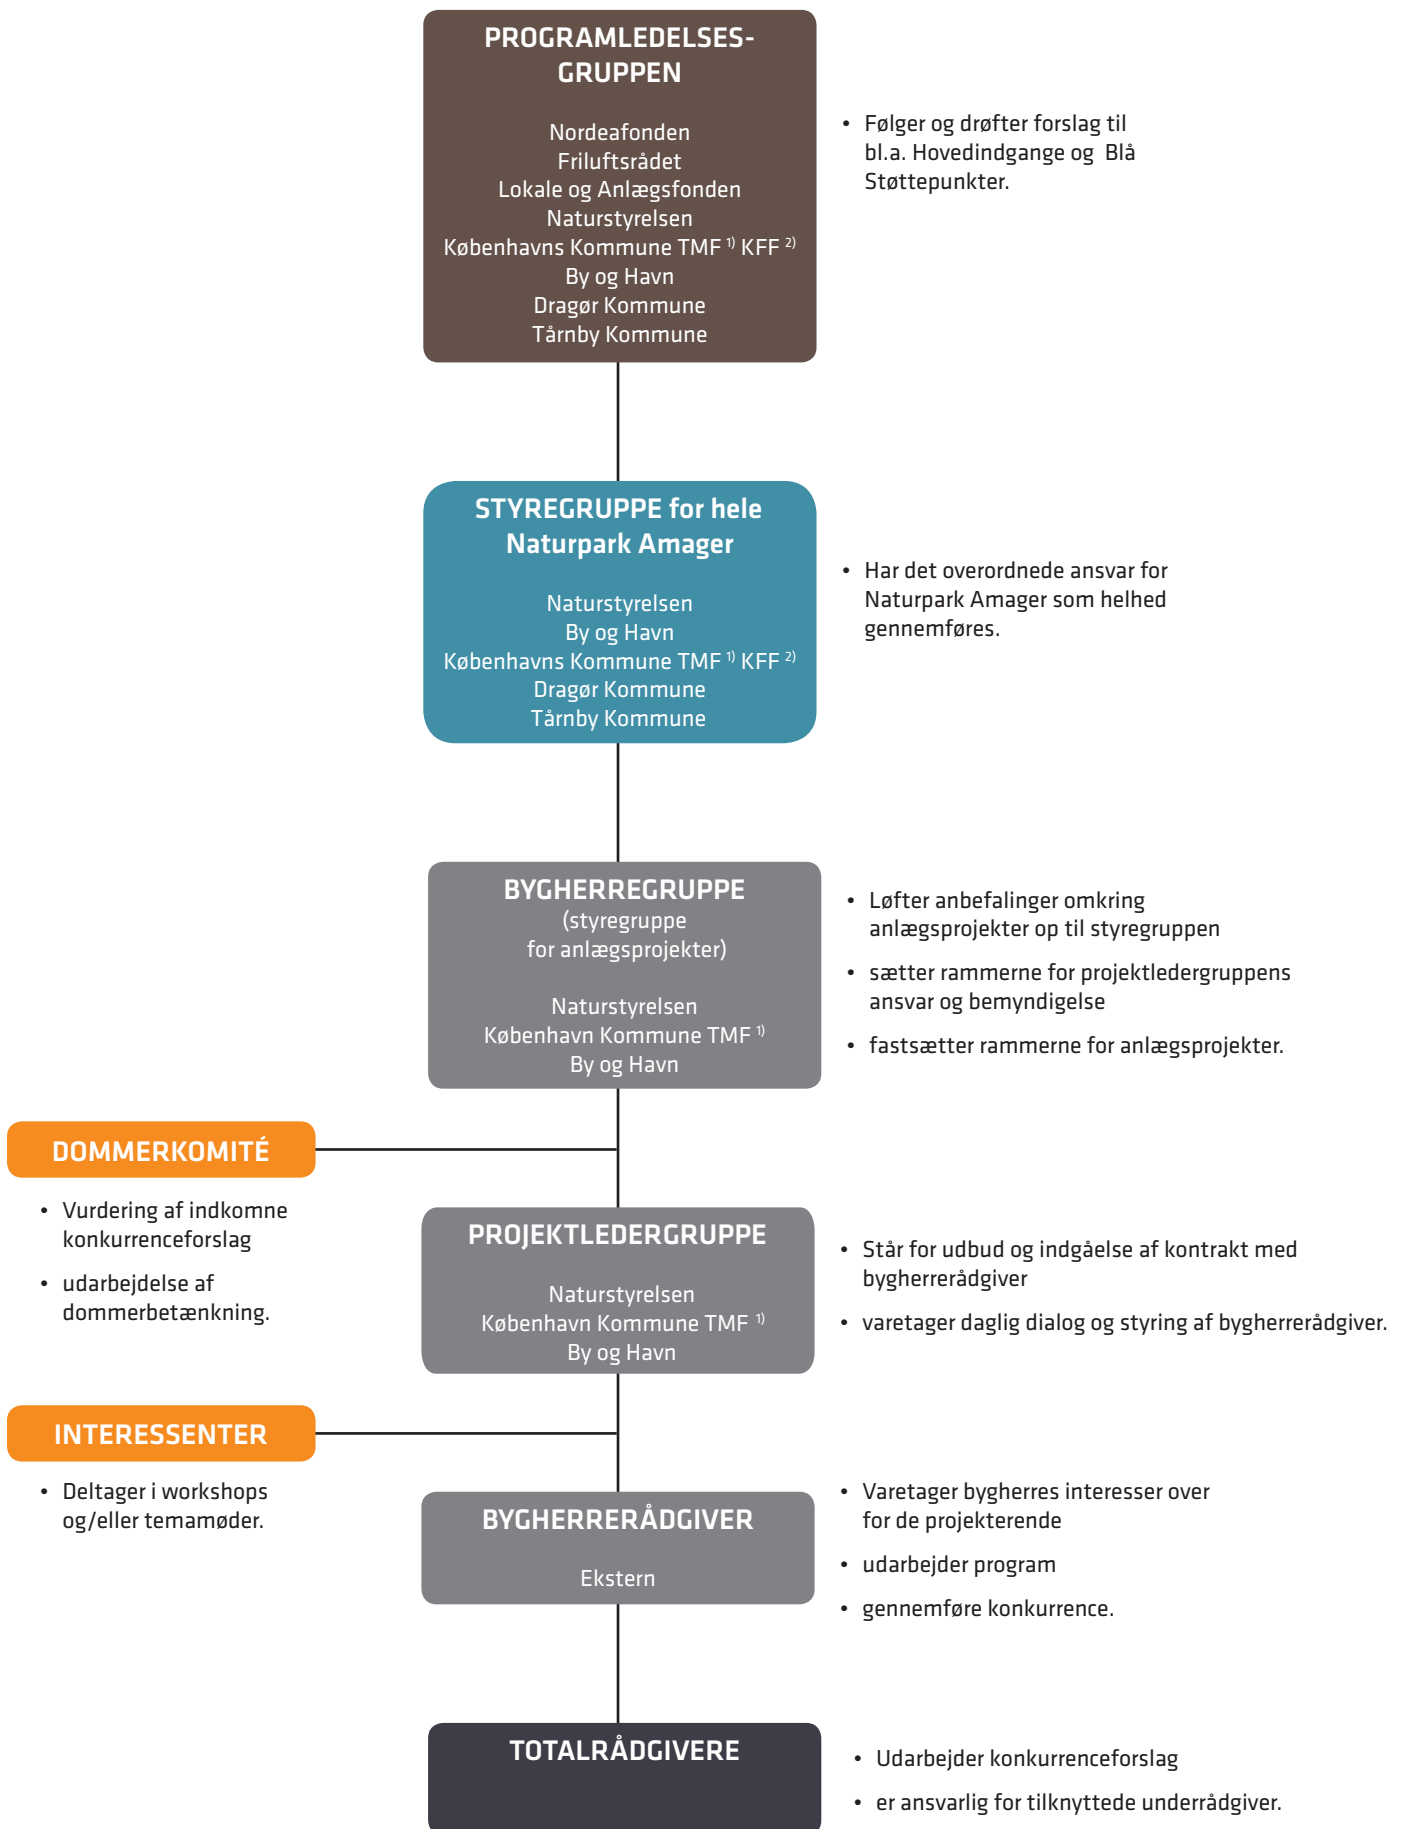 PROGRAMLEDELSES-
GRUPPEN
Nordeafonden
Friluftsrådet
Lokale og Anlægsfonden
Naturstyrelsen
Københavns Kommune TMF ¹⁾ KFF ²⁾
By og Havn
Dragør Kommune
Tårnby Kommune
• Følger og drøfter forslag til
bl.a. Hovedindgange og Blå
Støttepunkter.
STYREGRUPPE for hele
Naturpark Amager
Naturstyrelsen
By og Havn
Københavns Kommune TMF ¹⁾ KFF ²⁾
Dragør Kommune
Tårnby Kommune
• Har det overordnede ansvar for
Naturpark Amager som helhed
gennemføres.
BYGHERREGRUPPE
(styregruppe
for anlægsprojekter)
Naturstyrelsen
København Kommune TMF ¹⁾
By og Havn
• Løfter anbefalinger omkring
anlægsprojekter op til styregruppen
• sætter rammerne for projektledergruppens
ansvar og bemyndigelse
• fastsætter rammerne for anlægsprojekter.
DOMMERKOMITÉ
• Vurdering af indkomne
konkurrenceforslag
• udarbejdelse af
dommerbetænkning.
PROJEKTLEDERGRUPPE
Naturstyrelsen
København Kommune TMF ¹⁾
By og Havn
• Står for udbud og indgåelse af kontrakt med
bygherrerådgiver
• varetager daglig dialog og styring af bygherrerådgiver.
INTERESSENTER
• Deltager i workshops
og/eller temamøder.
BYGHERRERÅDGIVER
Ekstern
• Varetager bygherres interesser over
for de projekterende
• udarbejder program
• gennemføre konkurrence.
TOTALRÅDGIVERE
• Udarbejder konkurrenceforslag
• er ansvarlig for tilknyttede underrådgiver.